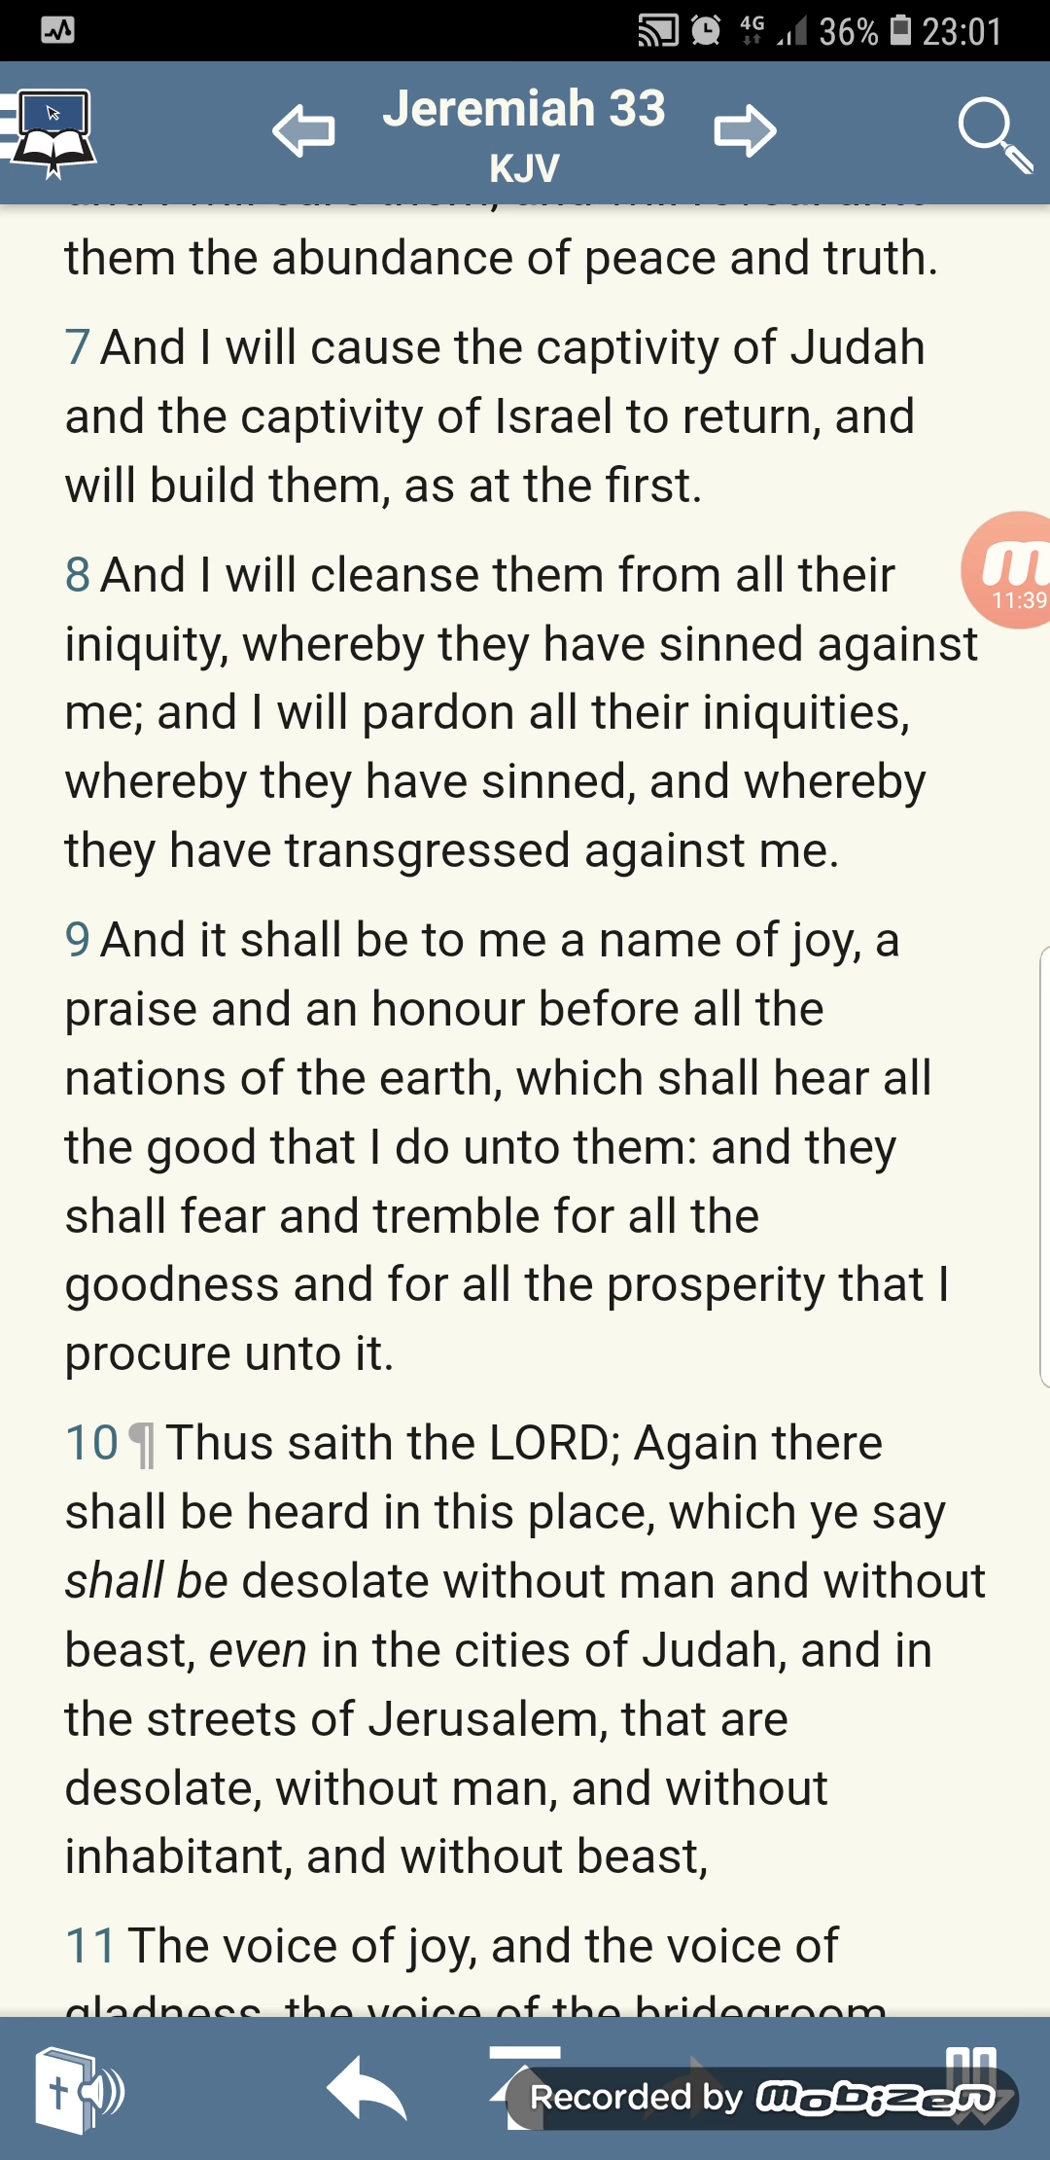 4G 36% 23:01
Jeremiah 33
KJV
them the abundance of peace and truth.
7 And I will cause the captivity of Judah
and the captivity of Israel to return, and
will build them, as at the first.
8 And I will cleanse them from all their
iniquity, whereby they have sinned against
me; and I will pardon all their iniquities,
whereby they have sinned, and whereby
they have transgressed against me.
9 And it shall be to me a name of joy, a
praise and an honour before all the
nations of the earth, which shall hear all
the good that I do unto them: and they
shall fear and tremble for all the
goodness and for all the prosperity that I
procure unto it.
10 ¶ Thus saith the LORD; Again there
shall be heard in this place, which ye say
shall be desolate without man and without
beast, even in the cities of Judah, and in
the streets of Jerusalem, that are
desolate, without man, and without
inhabitant, and without beast,
11 The voice of joy, and the voice of
gladness, the voice of the bridegroom,
m
11:39
Recorded by mobizen